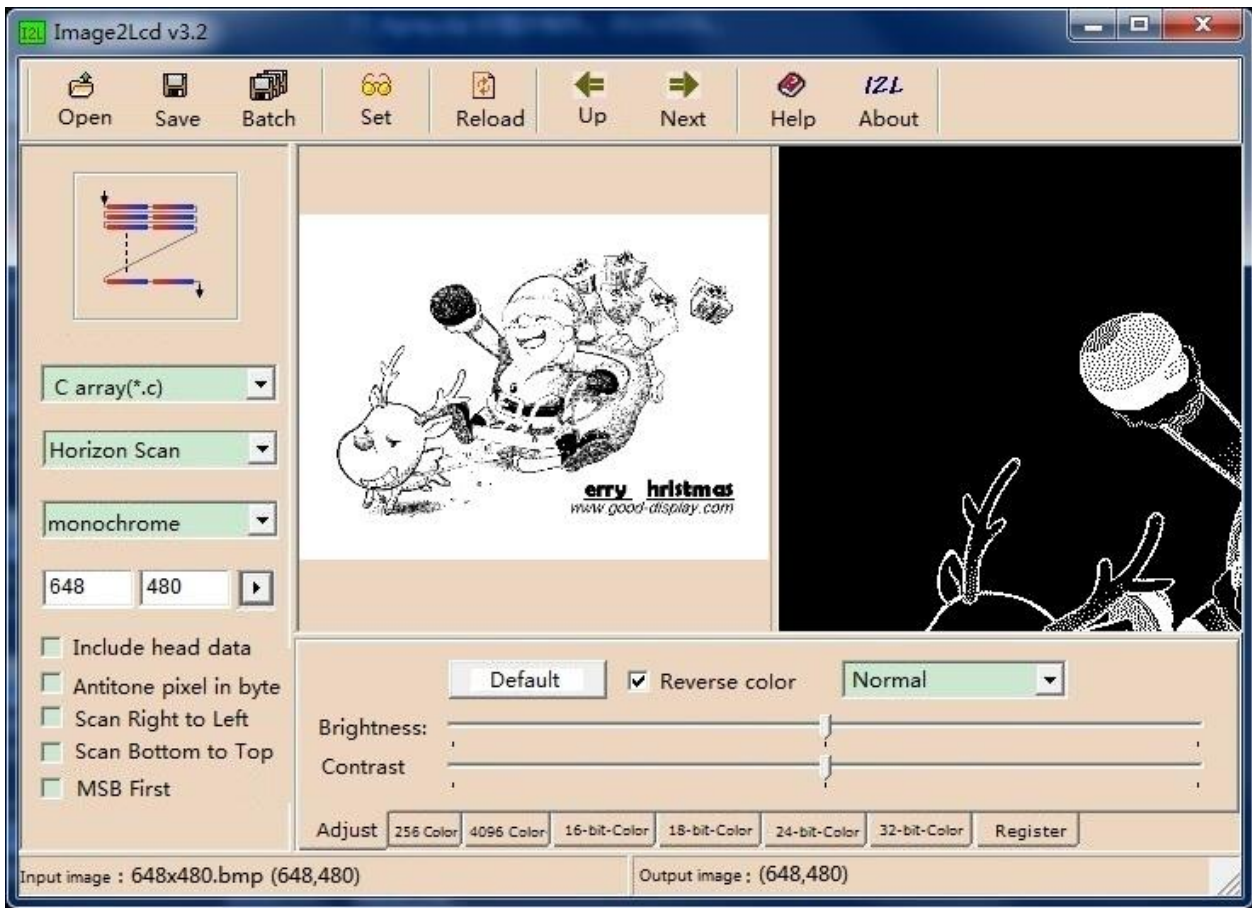 I2L Image2Lcd v3.2
Open Save Batch Set Reload Up Next Help I2L About
C array(*.c)
Horizon Scan
monochrome
648 480
Include head data
Antitone pixel in byte
Scan Right to Left
Scan Bottom to Top
MSB First
erry hristmas
www.good-display.com
Default Reverse color Normal
Brightness:
Contrast
Adjust 256 Color 4096 Color 16-bit-Color 18-bit-Color 24-bit-Color 32-bit-Color Register
Input image : 648x480.bmp (648,480) Output image : (648,480)